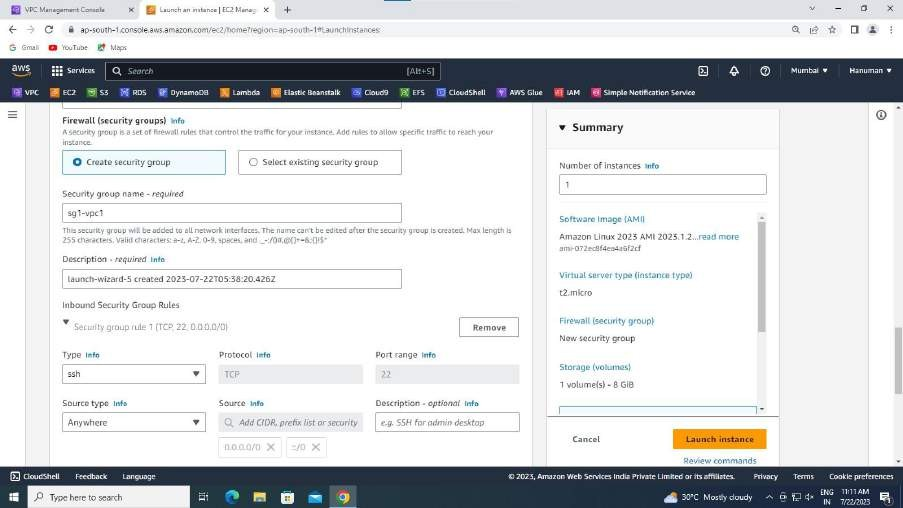 VPC Management Console
Launch an instance | EC2 Manag
ap-south-1.console.aws.amazon.com/ec2/home?region=ap-south-1#LaunchInstances:
Gmail YouTube Maps
aws Services Search [Alt+S] Mumbai Hanuman
VPC EC2 S3 RDS DynamoDB Lambda Elastic Beanstalk Cloud9 EFS CloudShell AWS Glue IAM Simple Notification Service
Firewall (security groups) Info
A security group is a set of firewall rules that control the traffic for your instance. Add rules to allow specific traffic to reach your
instance.
Create security group
Select existing security group
Security group name - required
sg1-vpc1
This security group will be added to all network interfaces. The name can't be edited after the security group is created. Max length is
255 characters. Valid characters: a-z, A-Z, 0-9, spaces, and
Description - required Info
launch-wizard-5 created 2023-07-22T05:38:20.426Z
Inbound Security Group Rules
Security group rule 1 (TCP, 22, 0.0.0.0/0)
Remove
Type Info
Protocol Info
Port range Info
ssh
TCP
22
Source type Info
Source Info
Description - optional Info
Anywhere
Add CIDR, prefix list or security
e.g. SSH for admin desktop
0.0.0.0/0
::/0
Summary
Number of instances Info
1
Software Image (AMI)
Amazon Linux 2023 AMI 2023.1.2...read more
ami-072ec8f4ea4a6f2cf
Virtual server type (instance type)
t2.micro
Firewall (security group)
New security group
Storage (volumes)
1 volume(s) - 8 GiB
Cancel
Launch instance
Review commands
CloudShell Feedback Language © 2023, Amazon Web Services India Private Limited or its affiliates. Privacy Terms Cookie preferences
Type here to search
30°C Mostly cloudy
ENG
IN
11:11 AM
7/22/2023